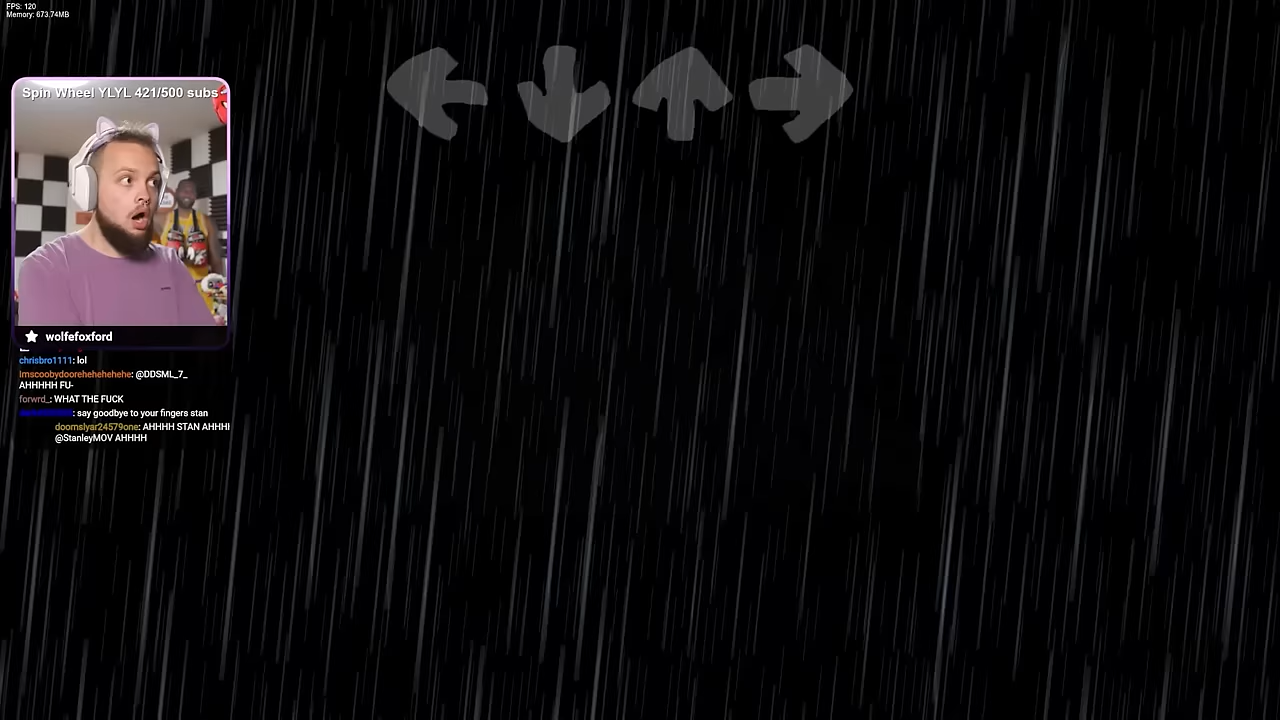 FPS: 120
Memory: 673.74MB
Spin Wheel YLYL 421/500 subs
wolfefoxford
chrisbro1111: lol
Imscoobydoorehehehehehe: @DDSML_7_
AHHHHH FU-
forwrd_: WHAT THE FUCK
: say goodbye to your fingers stan
doomslyar24579one: AHHHH STAN AHHHI
@StanleyMOV AHHHH